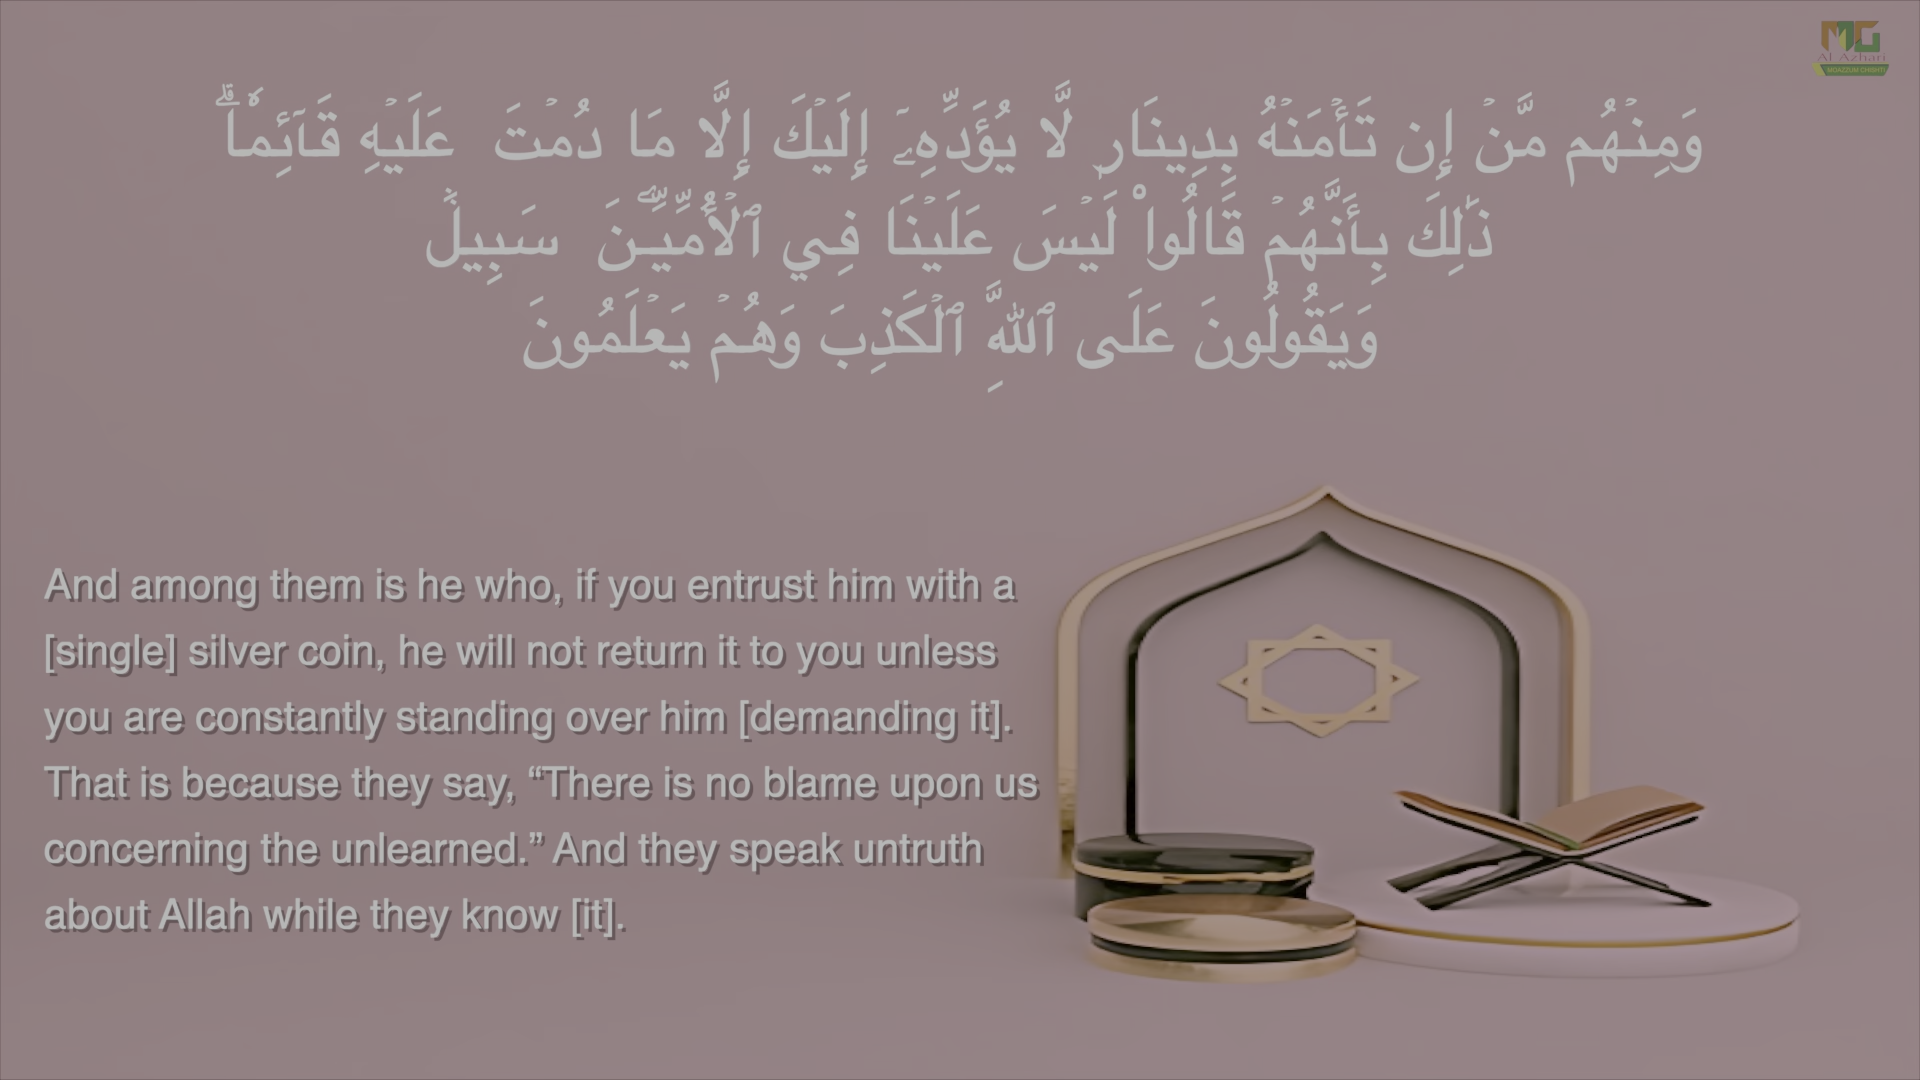 MG
Al Azhari
MOAZZUM CHISHTI
وَمِنۡهُم مَّنۡ إِن تَأۡمَنۡهُ بِدِينَارٖ لَّا يُؤَدِّهِۦٓ إِلَيۡكَ إِلَّا مَا دُمۡتَ عَلَيۡهِ قَآئِمٗاۗ
ذَٰلِكَ بِأَنَّهُمۡ قَالُواْ لَيۡسَ عَلَيۡنَا فِي ٱلۡأُمِّيِّـۧنَ سَبِيلٞ
وَيَقُولُونَ عَلَى ٱللَّهِ ٱلۡكَذِبَ وَهُمۡ يَعۡلَمُونَ
And among them is he who, if you entrust him with a
[single] silver coin, he will not return it to you unless
you are constantly standing over him [demanding it].
That is because they say, “There is no blame upon us
concerning the unlearned.” And they speak untruth
about Allah while they know [it].